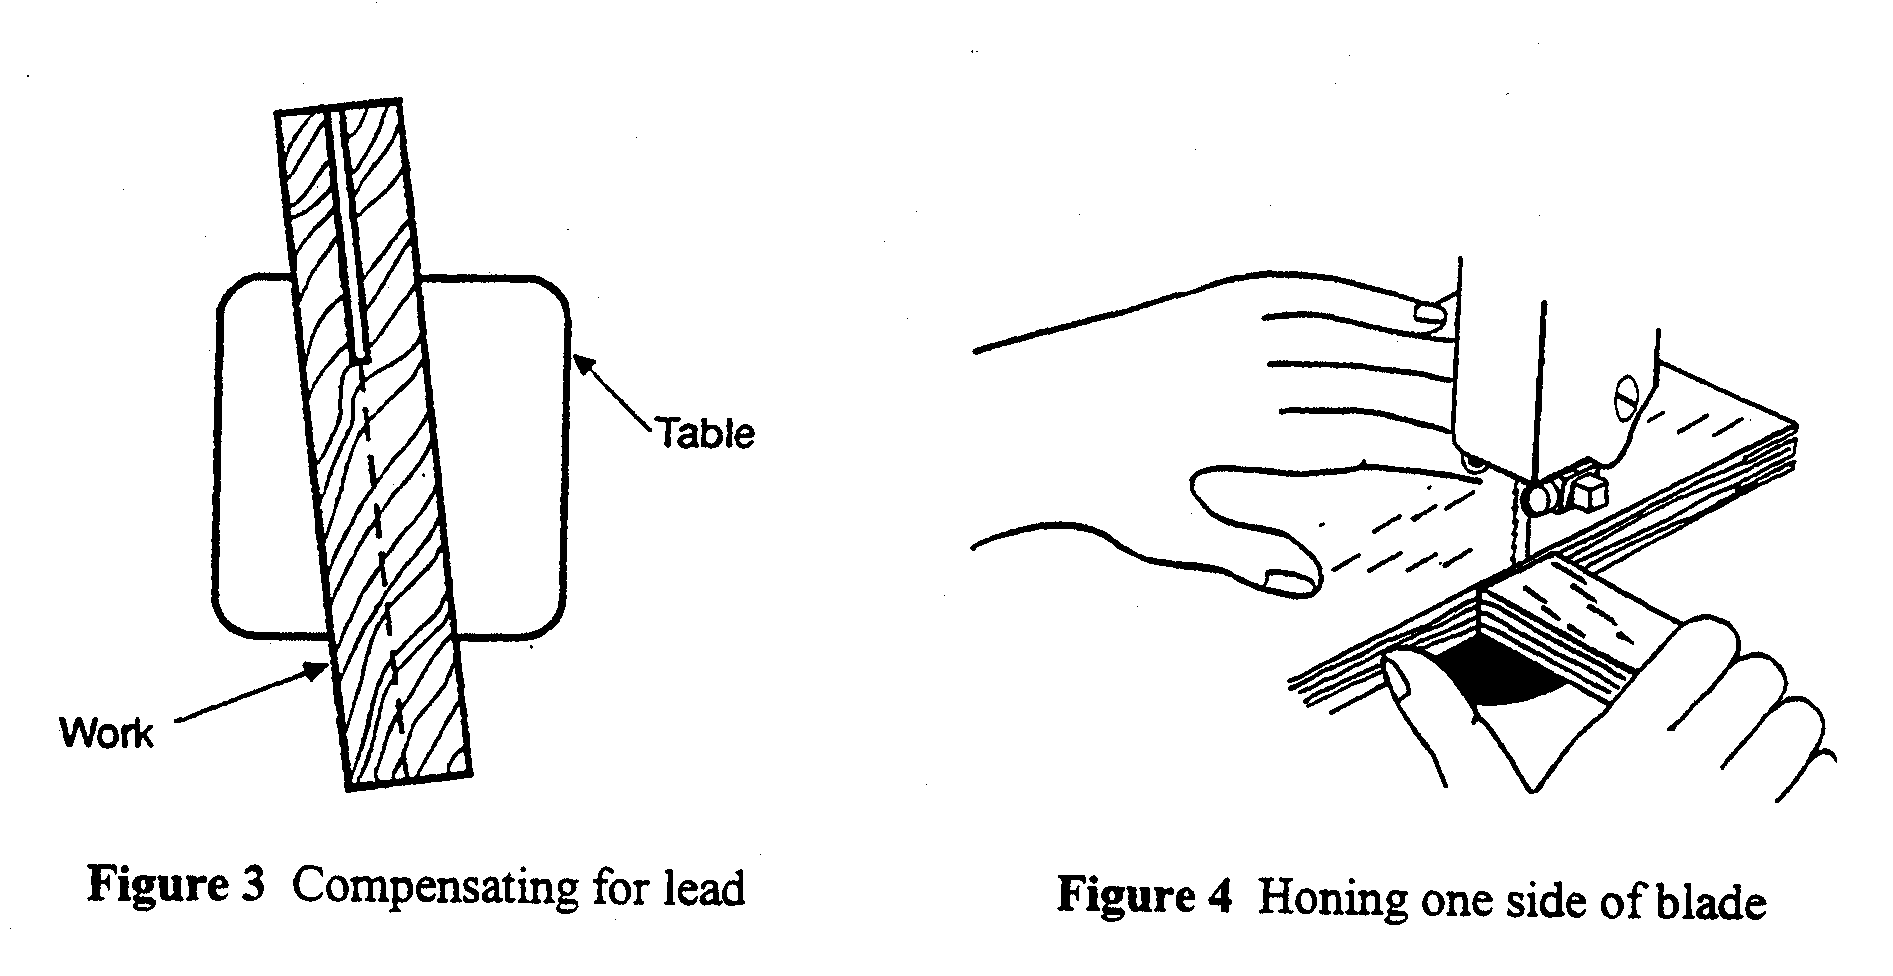 Table
Work
Figure 3 Compensating for lead
Figure 4 Honing one side of blade